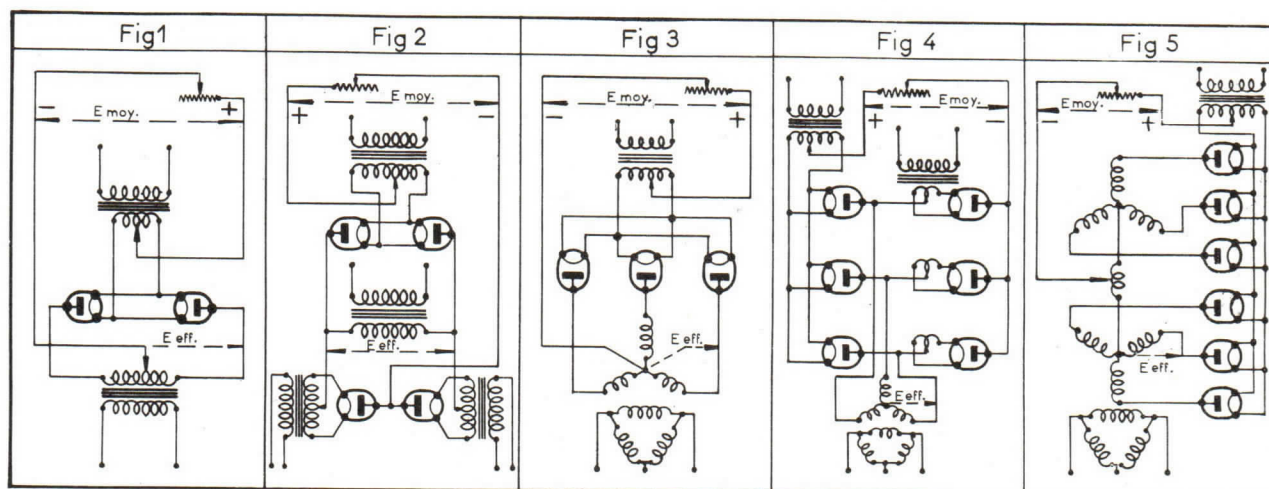 Fig1
Fig 2
Fig 3
Fig 4
Fig 5
− E moy. +
E eff.
+ E moy. −
E eff.
− E moy. +
E eff.
+ E moy. −
E eff.
− E moy. +
E eff.